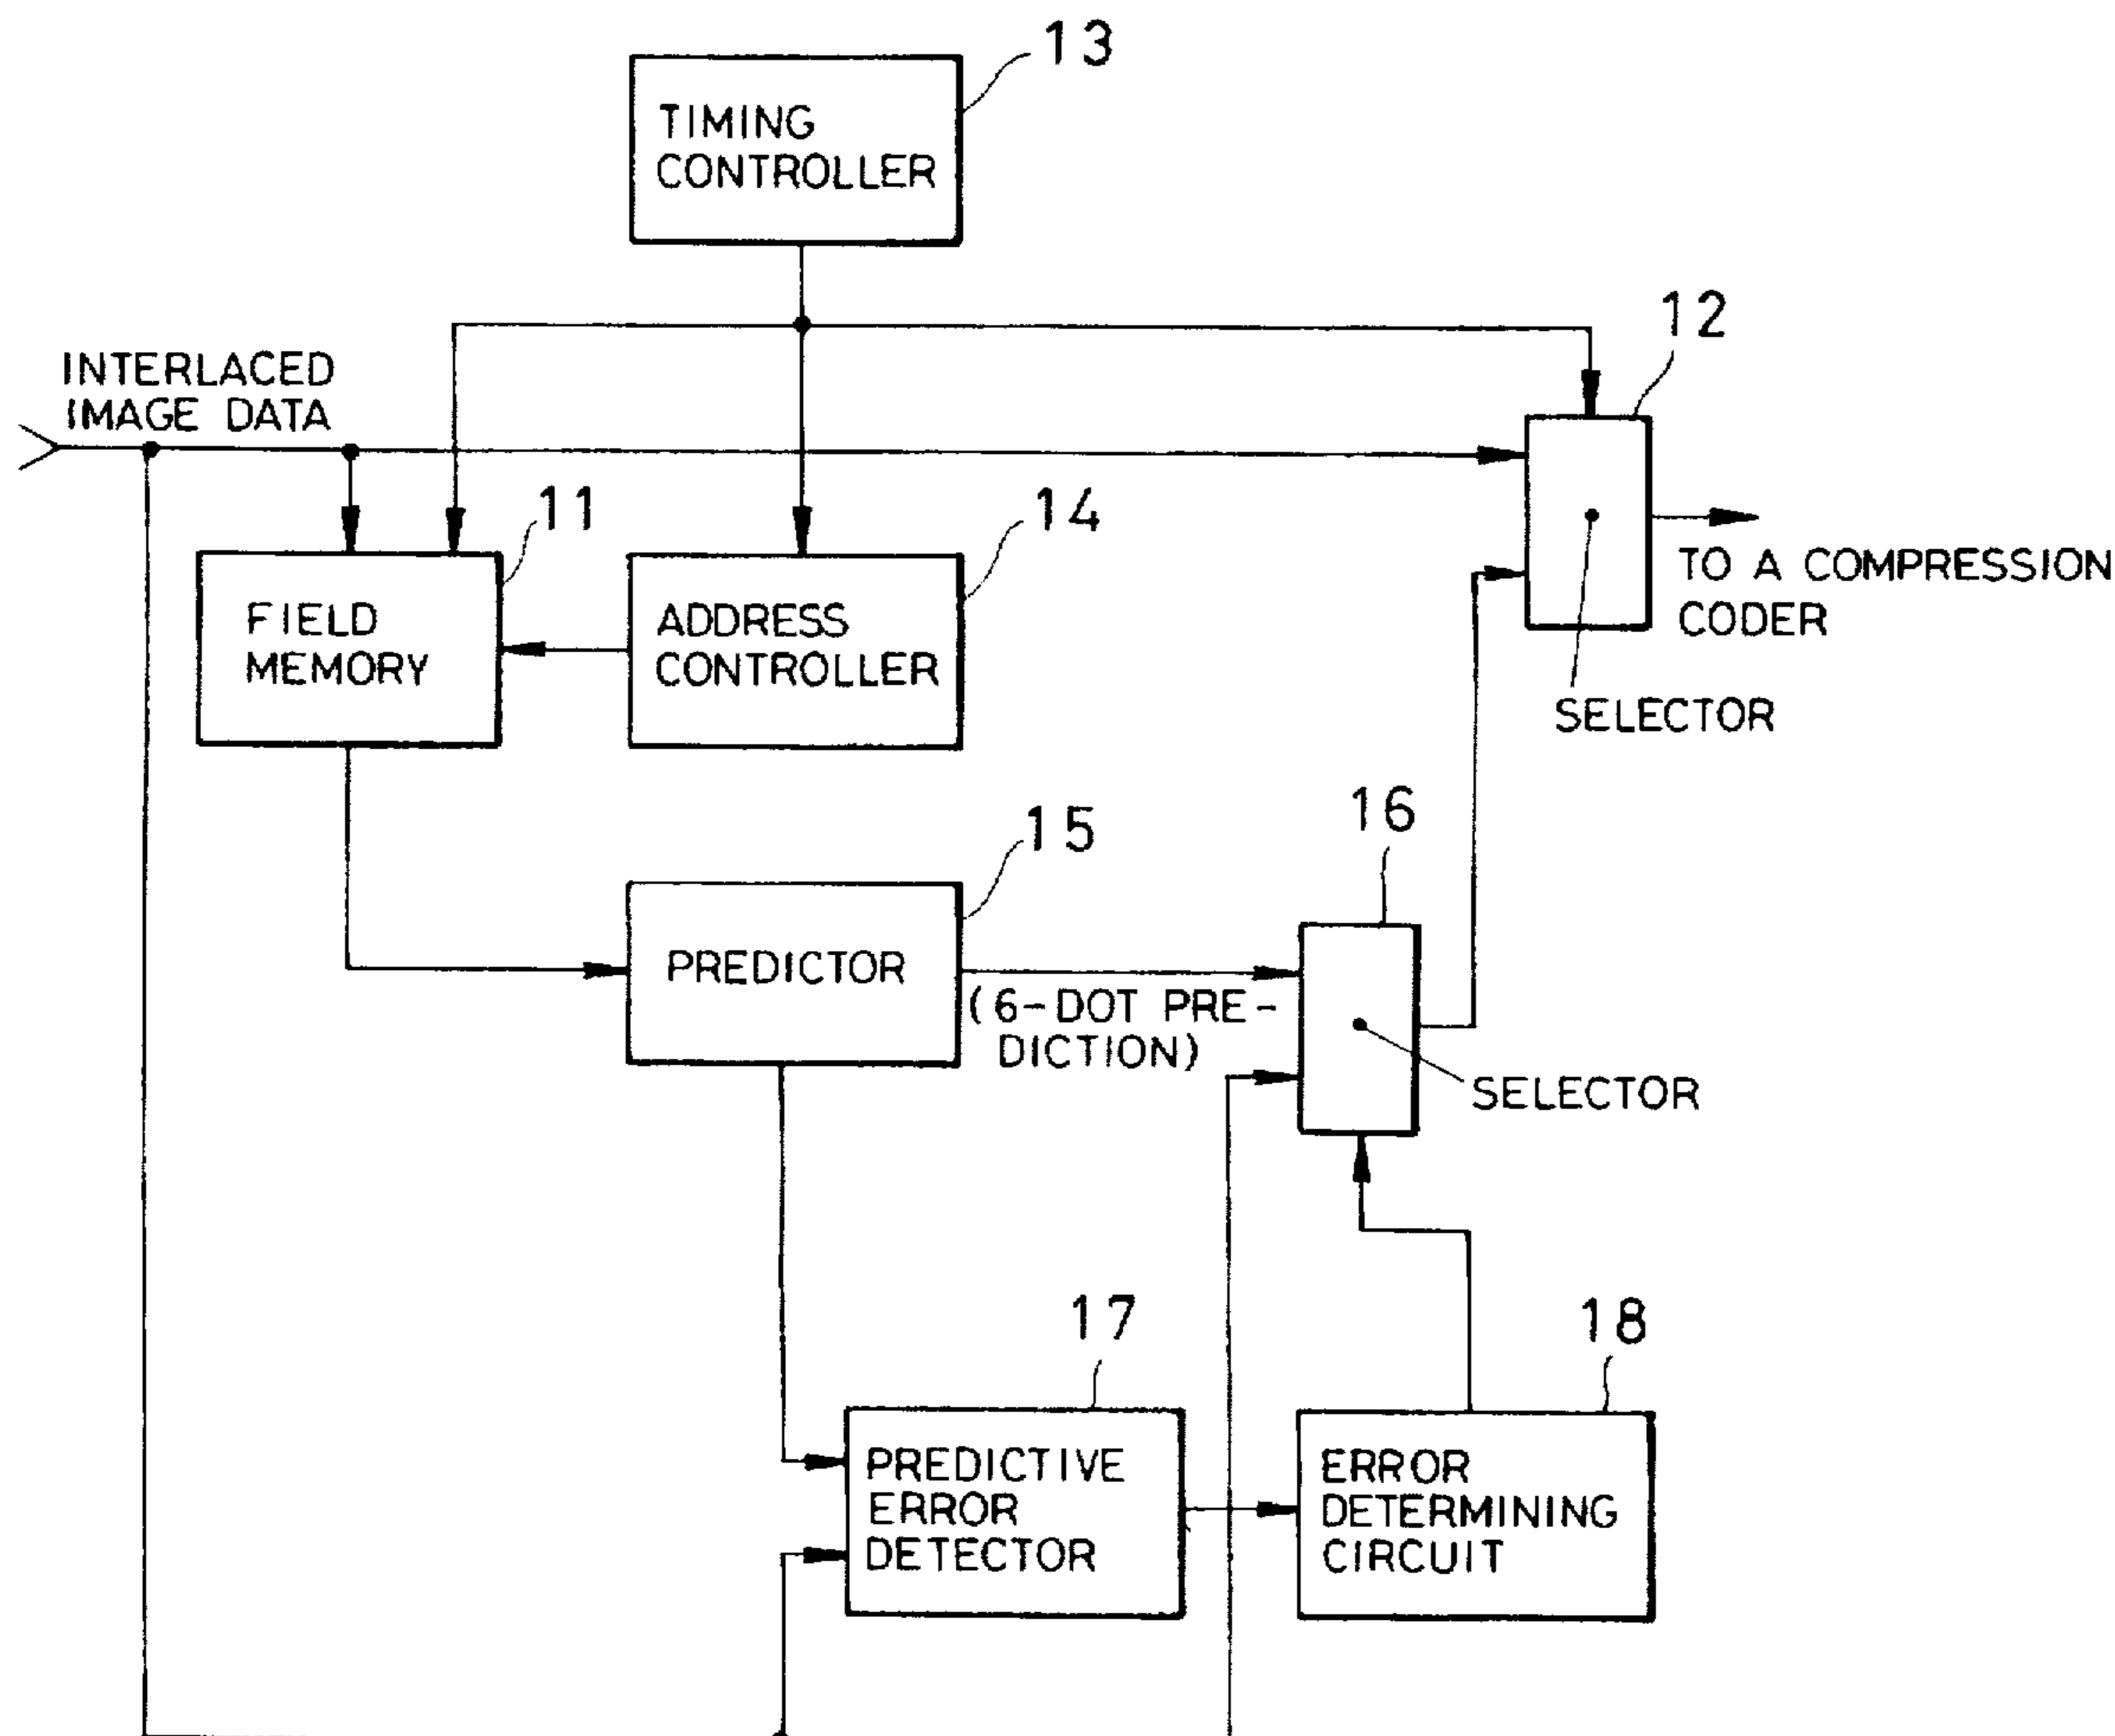 13
TIMING
CONTROLLER
12
INTERLACED
IMAGE DATA
11
14
TO A COMPRESSION
CODER
FIELD
MEMORY
ADDRESS
CONTROLLER
SELECTOR
16
15
PREDICTOR
(6-DOT PRE-
DICTION)
SELECTOR
17
18
PREDICTIVE
ERROR
DETECTOR
ERROR
DETERMINING
CIRCUIT